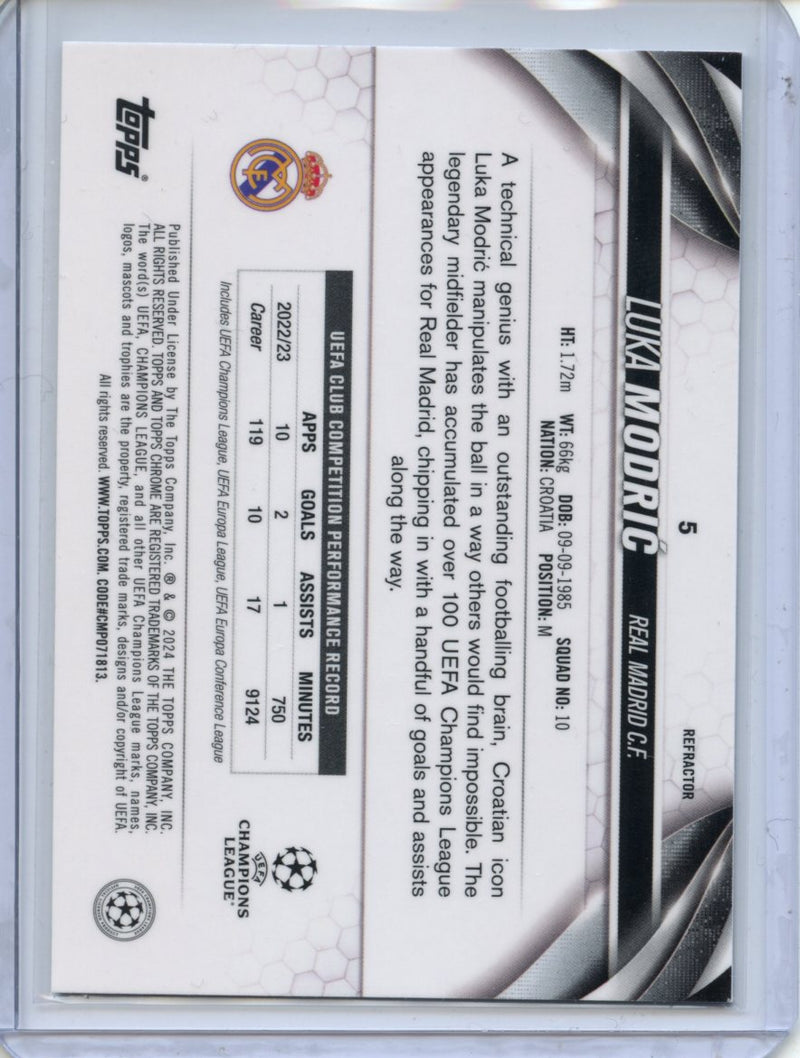 5
REFRACTOR
LUKA MODRIĆ REAL MADRID C.F.
HT: 1.72m WT: 66kg DOB: 09-09-1985 SQUAD NO: 10
NATION: CROATIA POSITION: M
A technical genius with an outstanding footballing brain, Croatian icon
Luka Modrić manipulates the ball in a way others would find impossible. The
legendary midfielder has accumulated over 100 UEFA Champions League
appearances for Real Madrid, chipping in with a handful of goals and assists
along the way.
UEFA CLUB COMPETITION PERFORMANCE RECORD
APPS GOALS ASSISTS MINUTES
2022/23 10 2 1 750
Career 119 10 17 9124
Includes UEFA Champions League, UEFA Europa League, UEFA Europa Conference League
UEFA
CHAMPIONS
LEAGUE®
topps®
Published Under License by The Topps Company, Inc. ® & © 2024 THE TOPPS COMPANY, INC.
ALL RIGHTS RESERVED. TOPPS AND TOPPS CHROME ARE REGISTERED TRADEMARKS OF THE TOPPS COMPANY, INC.
The word(s) UEFA, CHAMPIONS LEAGUE, and all other UEFA Champions League marks, names,
logos, mascots and trophies are the property, registered trade marks, designs and/or copyright of UEFA.
All rights reserved. WWW.TOPPS.COM. CODE#CMP071813.